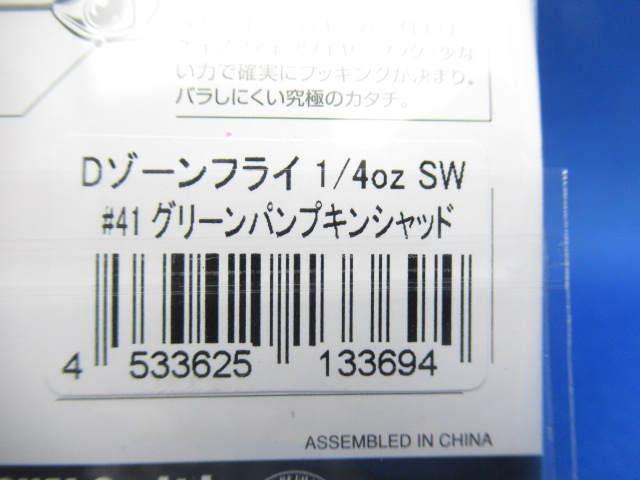 い力で確実にフッキングが決まり。
バラしにくい究極のカタチ。
Dゾーンフライ 1/4oz SW
#41 グリーンパンプキンシャッド
4 533625 133694
ASSEMBLED IN CHINA